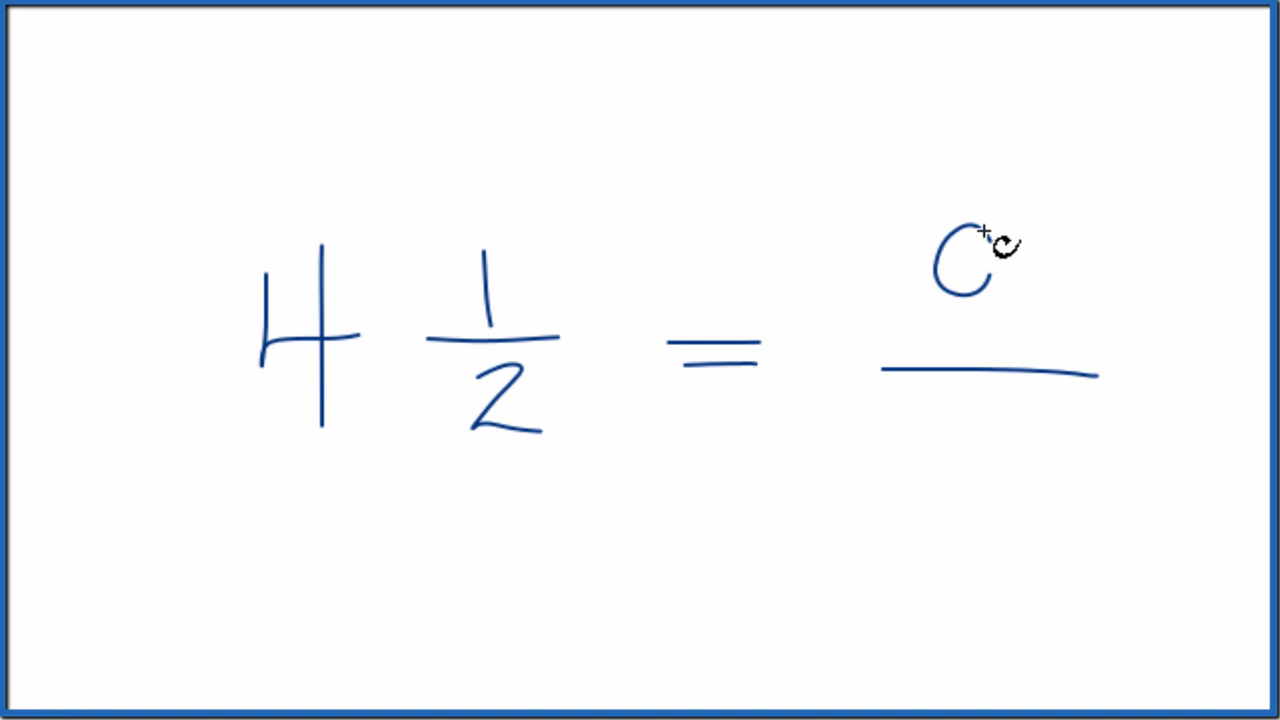 4 1/2 =